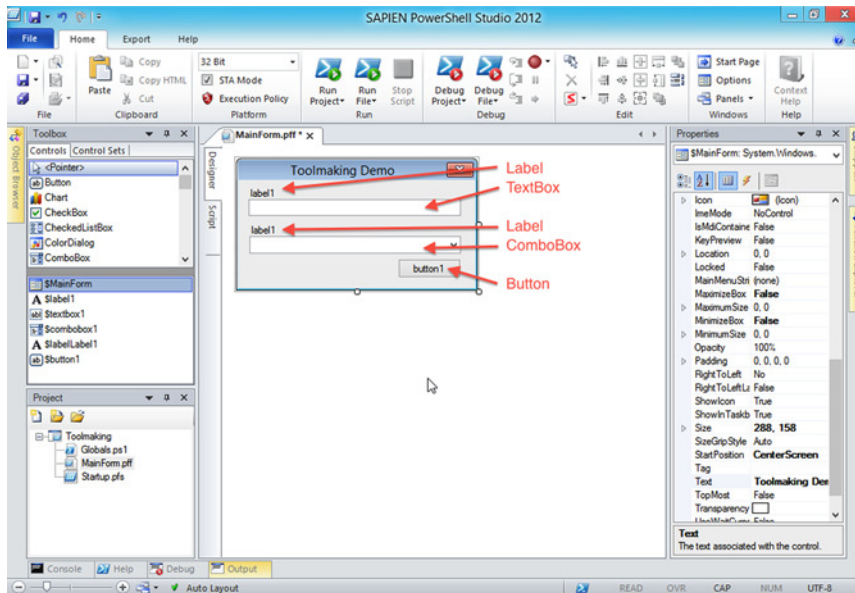 SAPIEN PowerShell Studio 2012
File Home Export Help
Paste
Copy
Copy HTML
Cut
32 Bit
STA Mode
Execution Policy
Run Project
Run File
Stop Script
Debug Project
Debug File
Start Page
Options
Panels
Context Help
File Clipboard Platform Run Debug Edit Windows Help
Object Browser
Toolbox
Controls Control Sets
<Pointer>
Button
Chart
CheckBox
CheckedListBox
ColorDialog
ComboBox
$MainForm
$label1
$textbox1
$combobox1
$labelLabel1
$button1
Project
Toolmaking
Globals.ps1
MainForm.pff
Startup.pfs
MainForm.pff *
Designer
Script
Toolmaking Demo
label1
label1
button1
Label
TextBox
Label
ComboBox
Button
Properties
$MainForm: System.Windows.
Icon (Icon)
ImeMode NoControl
IsMdiContaine False
KeyPreview False
Location 0, 0
Locked False
MainMenuStri (none)
MaximizeBox False
MaximumSize 0, 0
MinimizeBox False
MinimumSize 0, 0
Opacity 100%
Padding 0, 0, 0, 0
RightToLeft No
RightToLeftLa False
ShowIcon True
ShowInTaskb True
Size 288, 158
SizeGripStyle Auto
StartPosition CenterScreen
Tag
Text Toolmaking Der
TopMost False
Transparency
Text
The text associated with the control.
Console Help Debug Output
Auto Layout
READ OVR CAP NUM UTF-8